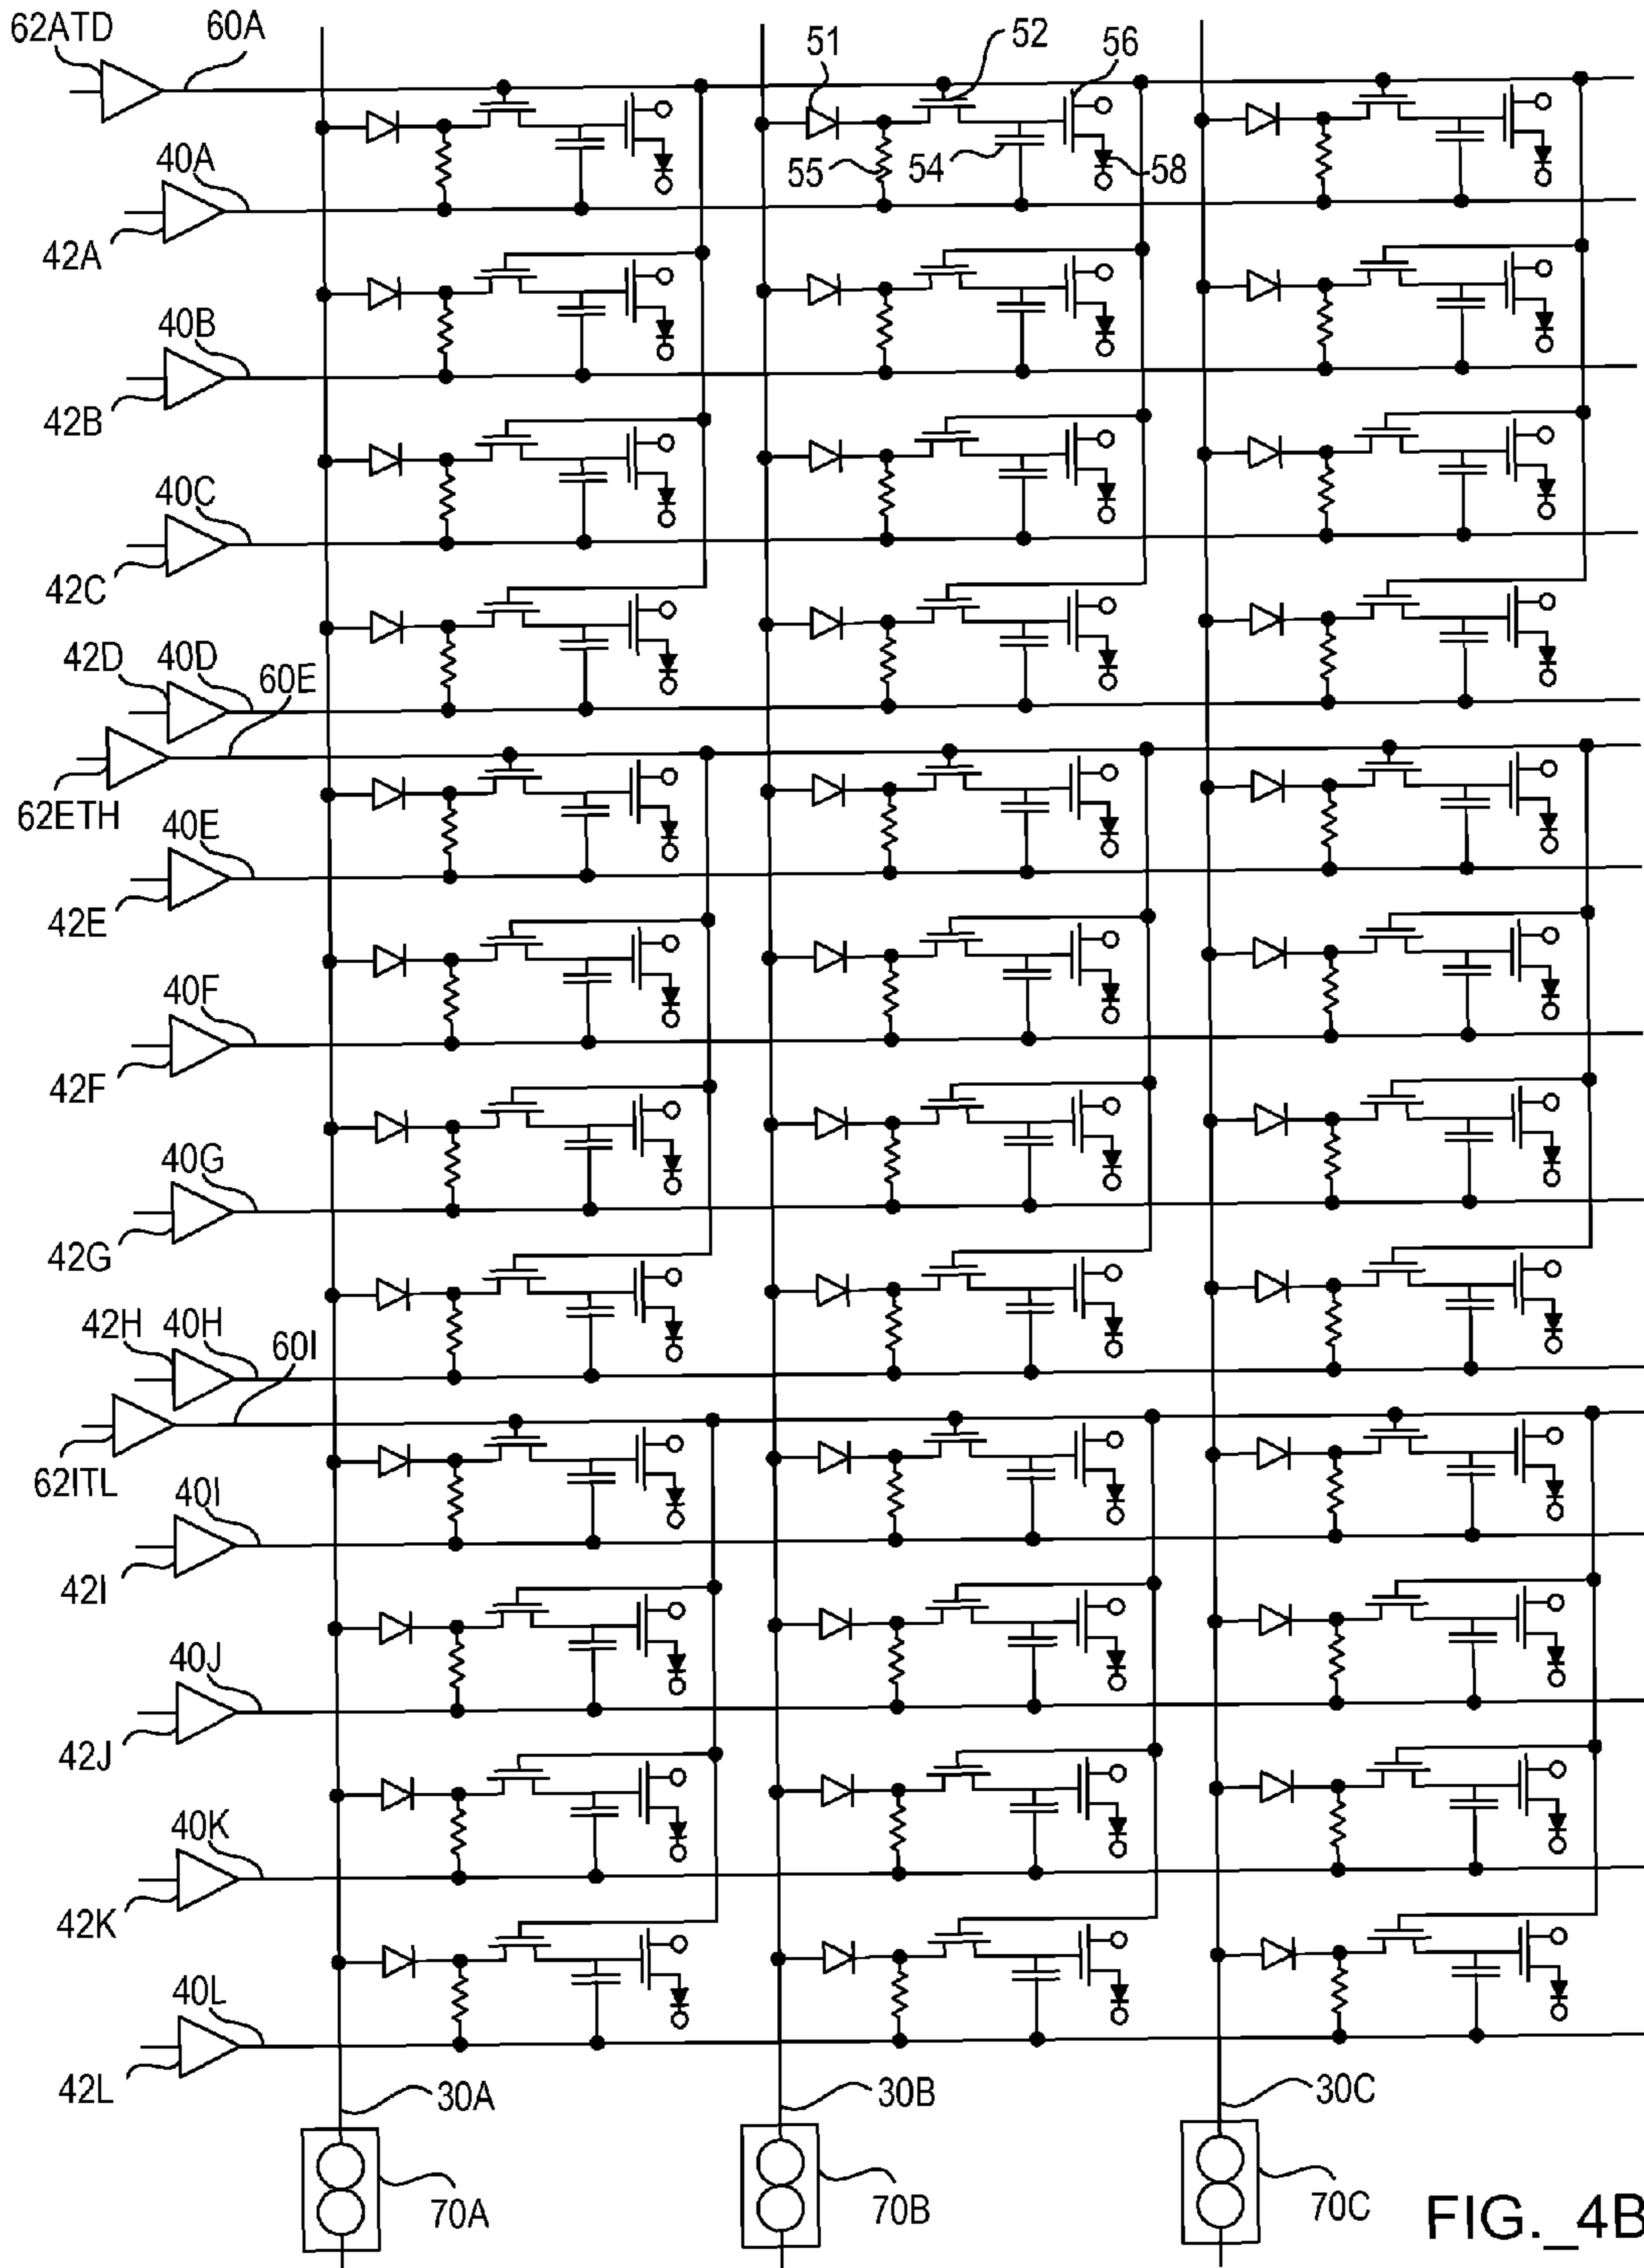 62ATD 60A 51 52 56
40A 55 54 58
42A
40B
42B
40C
42C
42D 40D 60E
62ETH 40E
42E
40F
42F
40G
42G
42H 40H 60I
62ITL 40I
42I
40J
42J
40K
42K
40L
42L 30A 30B 30C
70A 70B 70C
FIG._4B